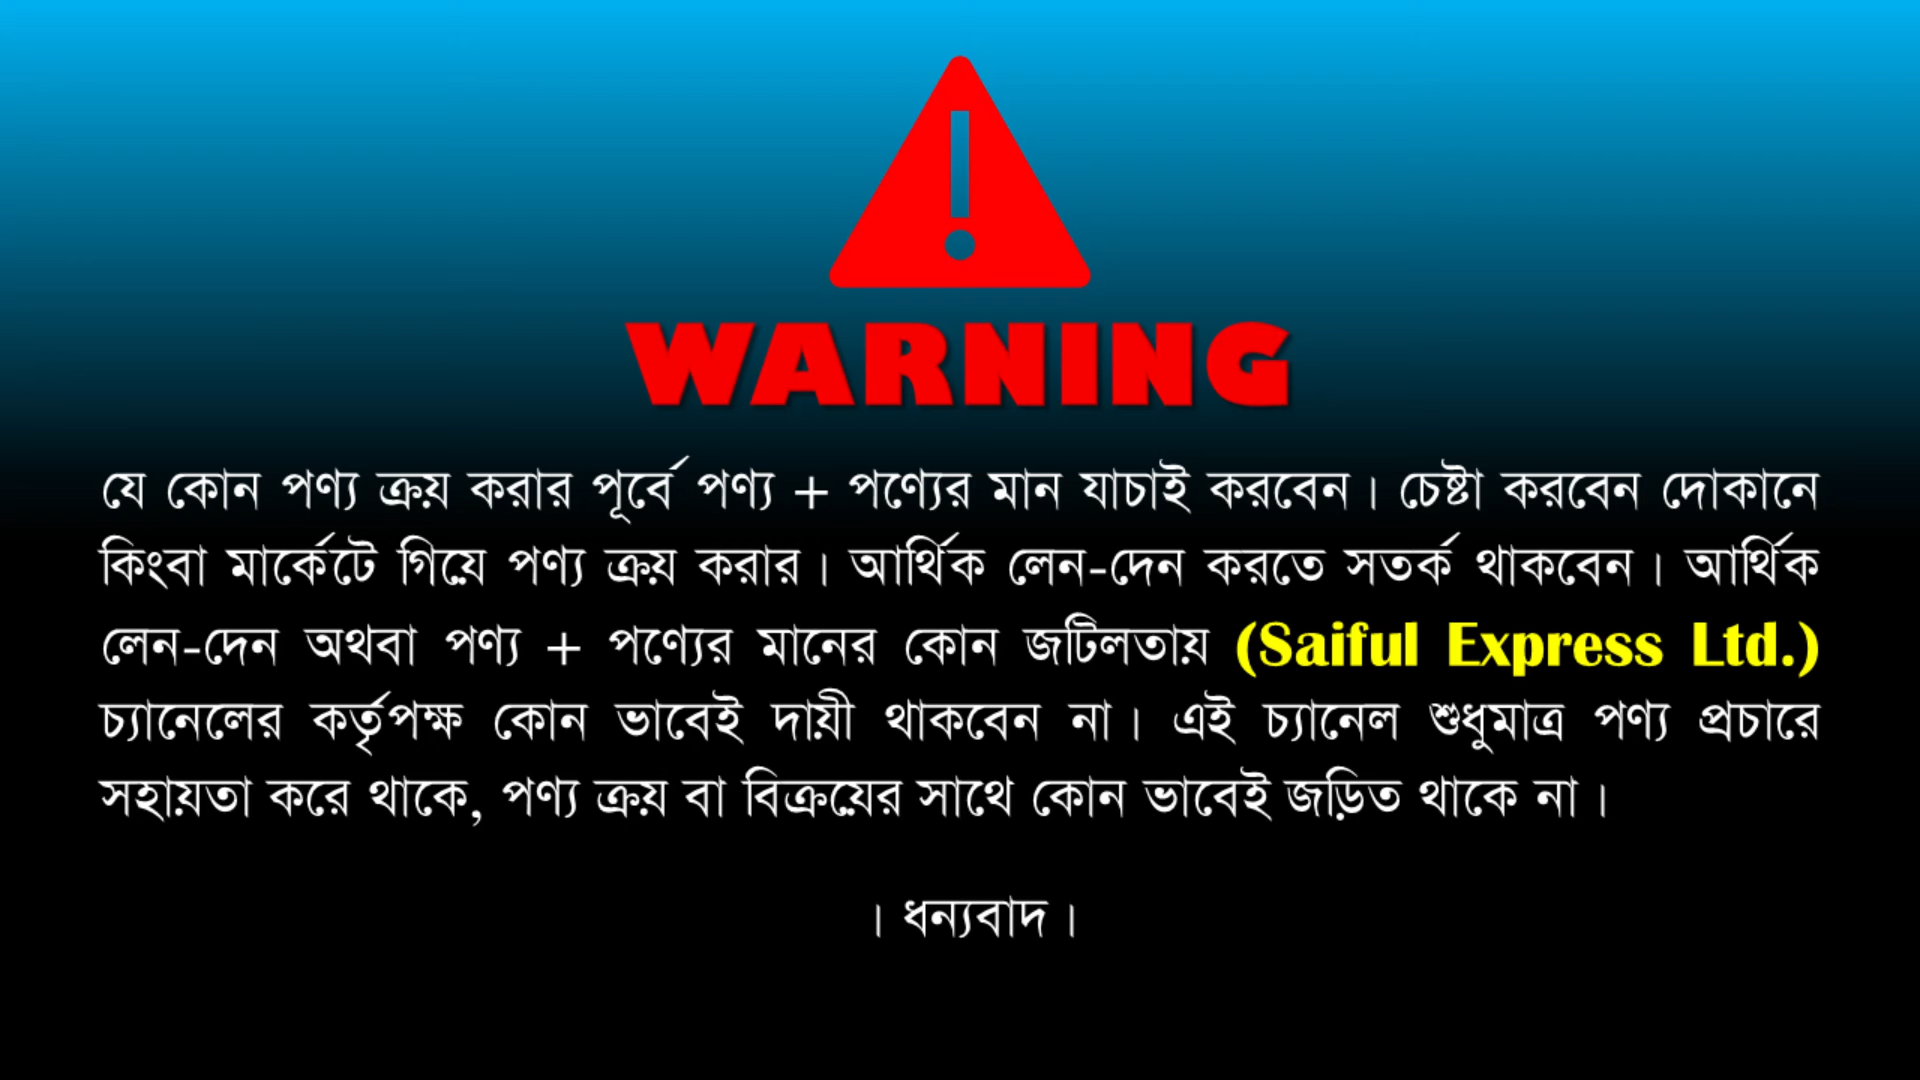 WARNING
যে কোন পণ্য ক্রয় করার পূর্বে পণ্য + পণ্যের মান যাচাই করবেন। চেষ্টা করবেন দোকানে
কিংবা মার্কেটে গিয়ে পণ্য ক্রয় করার। আর্থিক লেন-দেন করতে সতর্ক থাকবেন। আর্থিক
লেন-দেন অথবা পণ্য + পণ্যের মানের কোন জটিলতায় (Saiful Express Ltd.)
চ্যানেলের কর্তৃপক্ষ কোন ভাবেই দায়ী থাকবেন না। এই চ্যানেল শুধুমাত্র পণ্য প্রচারে
সহায়তা করে থাকে, পণ্য ক্রয় বা বিক্রয়ের সাথে কোন ভাবেই জড়িত থাকে না।
। ধন্যবাদ।